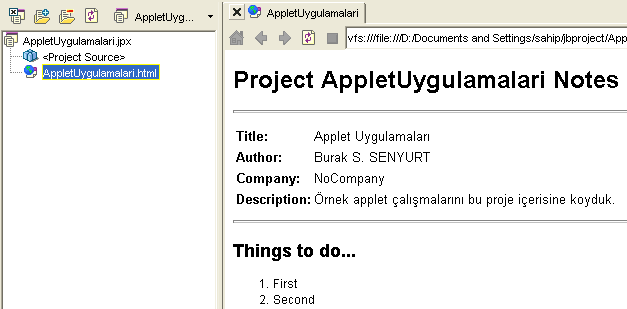 AppletUyg...
AppletUygulamalari.jpx
<Project Source>
AppletUygulamalari.html
AppletUygulamalari
vfs:///file:///D:/Documents and Settings/sahip/jbproject/App
Project AppletUygulamalari Notes
Title: Applet Uygulamaları
Author: Burak S. SENYURT
Company: NoCompany
Description: Örnek applet çalışmalarını bu proje içerisine koyduk.
Things to do...
1. First
2. Second